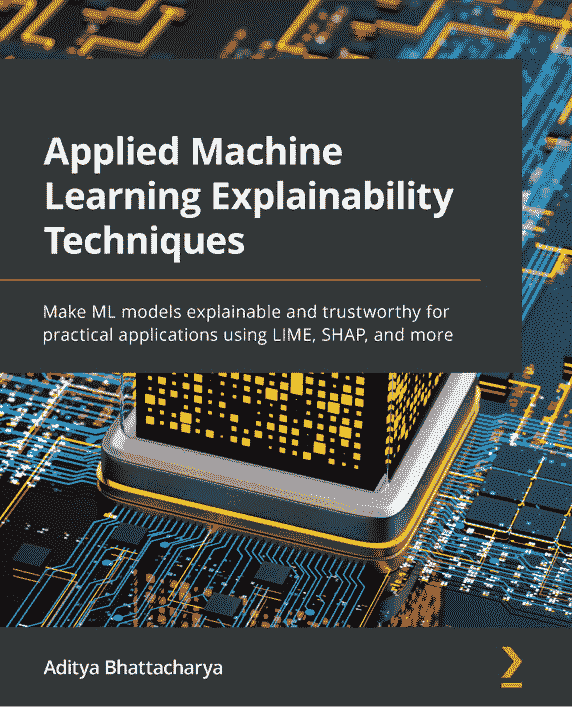 Applied Machine
Learning Explainability
Techniques
Make ML models explainable and trustworthy for
practical applications using LIME, SHAP, and more
Aditya Bhattacharya